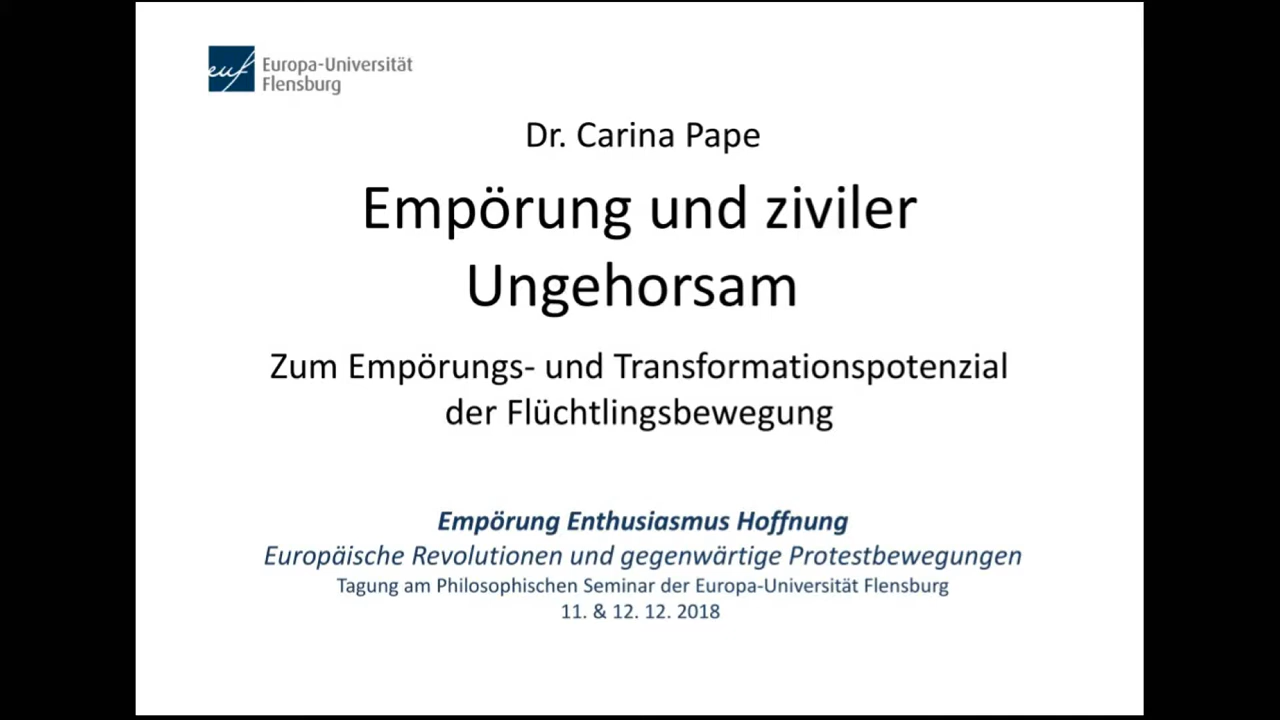 euf
Europa-Universität
Flensburg
Dr. Carina Pape
Empörung und ziviler
Ungehorsam
Zum Empörungs- und Transformationspotenzial
der Flüchtlingsbewegung
Empörung Enthusiasmus Hoffnung
Europäische Revolutionen und gegenwärtige Protestbewegungen
Tagung am Philosophischen Seminar der Europa-Universität Flensburg
11. & 12. 12. 2018